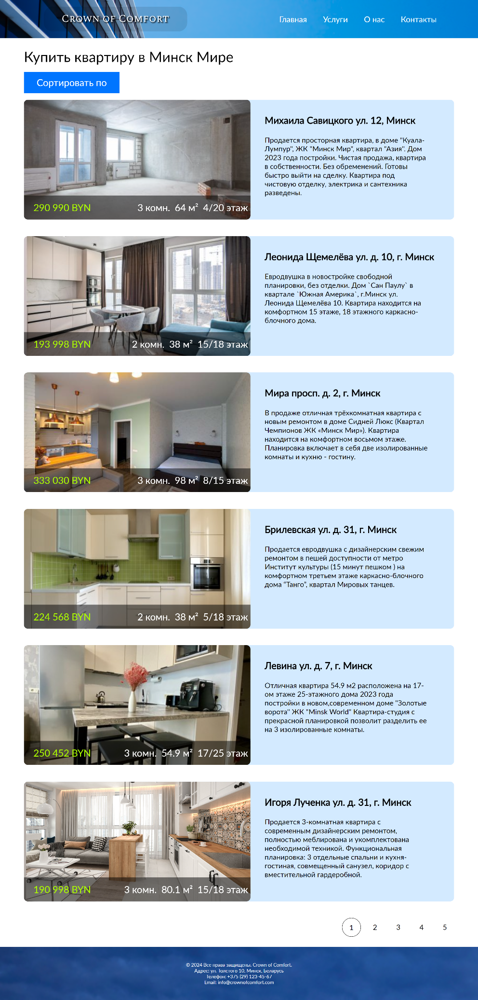 Crown of Comfort
Главная Услуги О нас Контакты
Купить квартиру в Минск Мире
Сортировать по
290 990 BYN 3 комн. 64 м² 4/20 этаж
Михаила Савицкого ул. 12, Минск
Продается просторная квартира, в доме "Куала-
Лумпур", ЖК "Минск Мир", квартал "Азия". Дом
2023 года постройки. Чистая продажа, квартира
в собственности. Без обременений. Готовы
быстро выйти на сделку. Квартира под
чистовую отделку, электрика и сантехника
разведены.
193 998 BYN 2 комн. 38 м² 15/18 этаж
Леонида Щемелёва ул. д. 10, г. Минск
Евродвушка в новостройке свободной
планировки, без отделки. Дом `Сан Паулу` в
квартале `Южная Америка`, г.Минск ул.
Леонида Щемелёва 10. Квартира находится на
комфортном 15 этаже, 18 этажного каркасно-
блочного дома.
333 030 BYN 3 комн. 98 м² 8/15 этаж
Мира просп. д. 2, г. Минск
В продаже отличная трёхкомнатная квартира с
новым ремонтом в доме Сидней Люкс (Квартал
Чемпионов ЖК «Минск Мир»). Квартира
находится на комфортном восьмом этаже.
Планировка включает в себя две изолированные
комнаты и кухню - гостину.
224 568 BYN 2 комн. 38 м² 5/18 этаж
Брилевская ул. д. 31, г. Минск
Продается евродвушка с дизайнерским свежим
ремонтом в пешей доступности от метро
Институт культуры (15 минут пешком ) на
комфортном третьем этаже каркасно-блочного
дома “Танго”, квартал Мировых танцев.
250 452 BYN 3 комн. 54.9 м² 17/25 этаж
Левина ул. д. 7, г. Минск
Отличная квартира 54.9 м2 расположена на 17-
ом этаже 25-этажного дома 2023 года
постройки в новом,современном доме "Золотые
ворота" ЖК "Minsk World" Квартира-студия с
прекрасной планировкой позволит разделить ее
на 3 изолированные комнаты.
190 998 BYN 3 комн. 80.1 м² 15/18 этаж
Игоря Лученка ул. д. 31, г. Минск
Продается 3-комнатная квартира с
современным дизайнерским ремонтом,
полностью меблирована и укомплектована
необходимой техникой. Функциональная
планировка: 3 отдельные спальни и кухня-
гостиная, совмещенный санузел, коридор с
вместительной гардеробной.
1 2 3 4 5
© 2024 Все права защищены. Crown of Comfort.
Адрес: ул. Толстого 10, Минск, Беларусь
Телефон: +375 (29) 123-45-67
Email: info@crownofcomfort.com